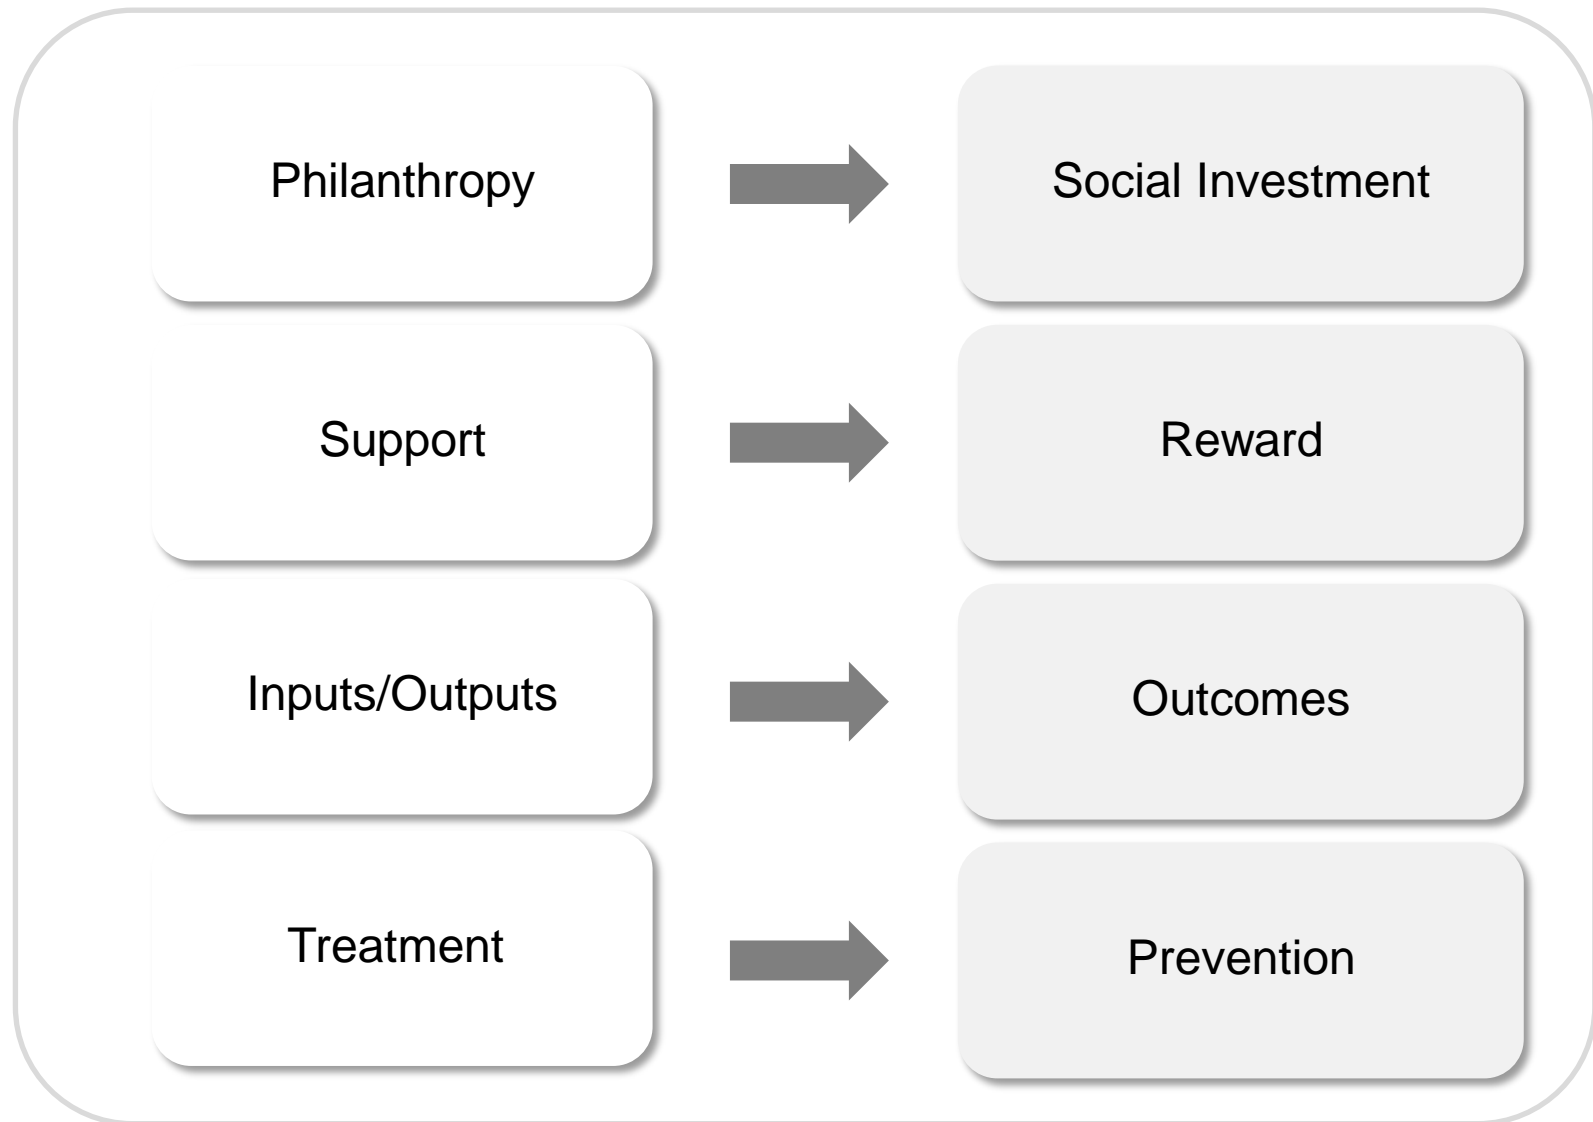 Philanthropy
Social Investment
Support
Reward
Inputs/Outputs
Outcomes
Treatment
Prevention